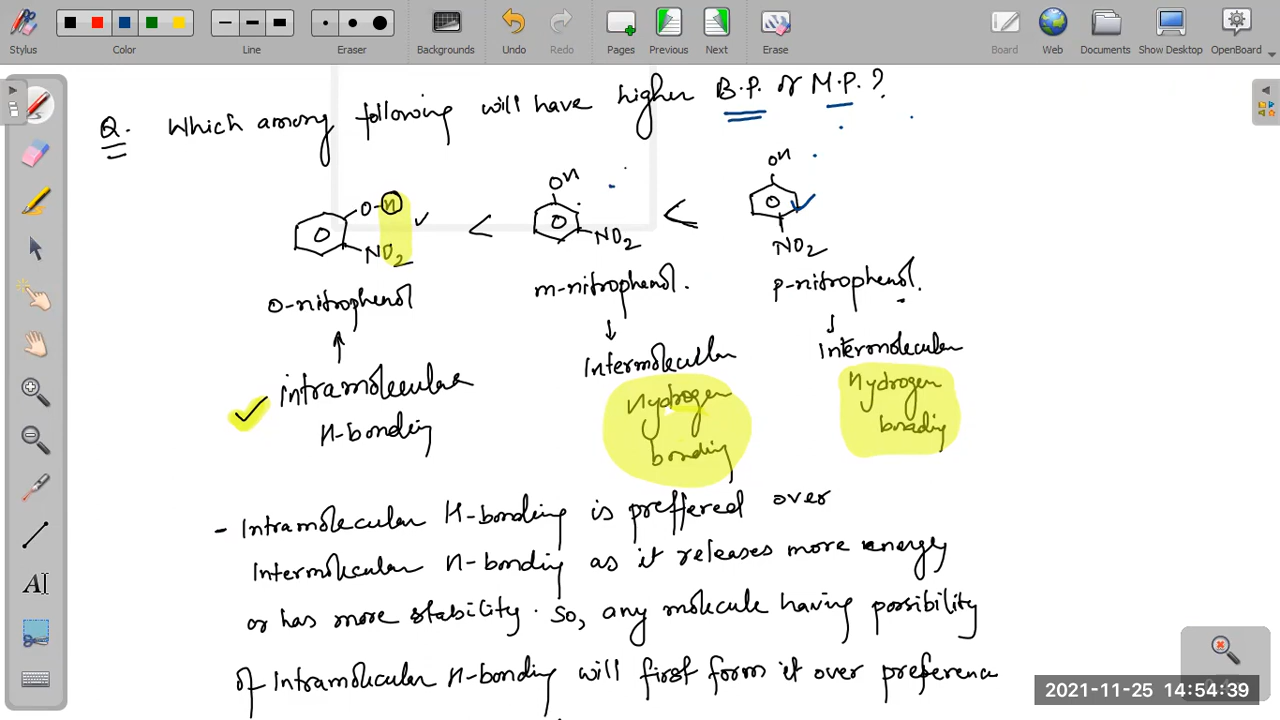 Stylus
Color
Line
Eraser
Backgrounds
Undo
Redo
Pages
Previous
Next
Erase
Board
Web
Documents
Show Desktop
OpenBoard
Q. Which among following will have higher B.P. or M.P.?
O-H
NO2
<
OH
NO2
<
OH
NO2
o-nitrophenol
m-nitrophenol.
p-nitrophenol.
intramolecular
H-bonding
Intermolecular
Hydrogen
bonding
Intermolecular
Hydrogen
bonding
- Intramolecular H-bonding is preffered over
Intermolecular H-bonding as it releases more energy
or has more stability. So, any molecule having possibility
of Intramolecular H-bonding will first form it over preference
2021-11-25 14:54:39